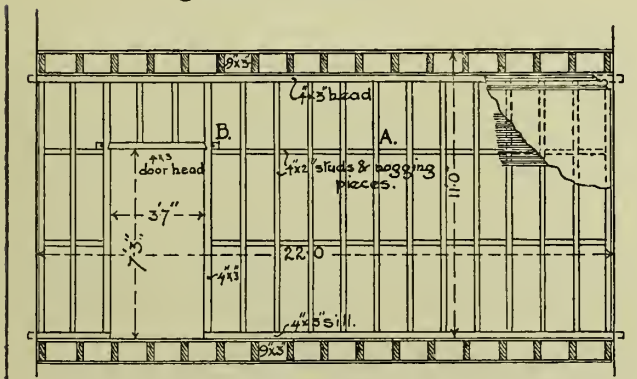 9"x3"
4"x3" head
B.
A.
4"x3
door head
4"x2" studs & nogging
pieces.
3'7"
7'3"
11·0"
22·0
4"x3"
4"x3" sill.
9"x3"